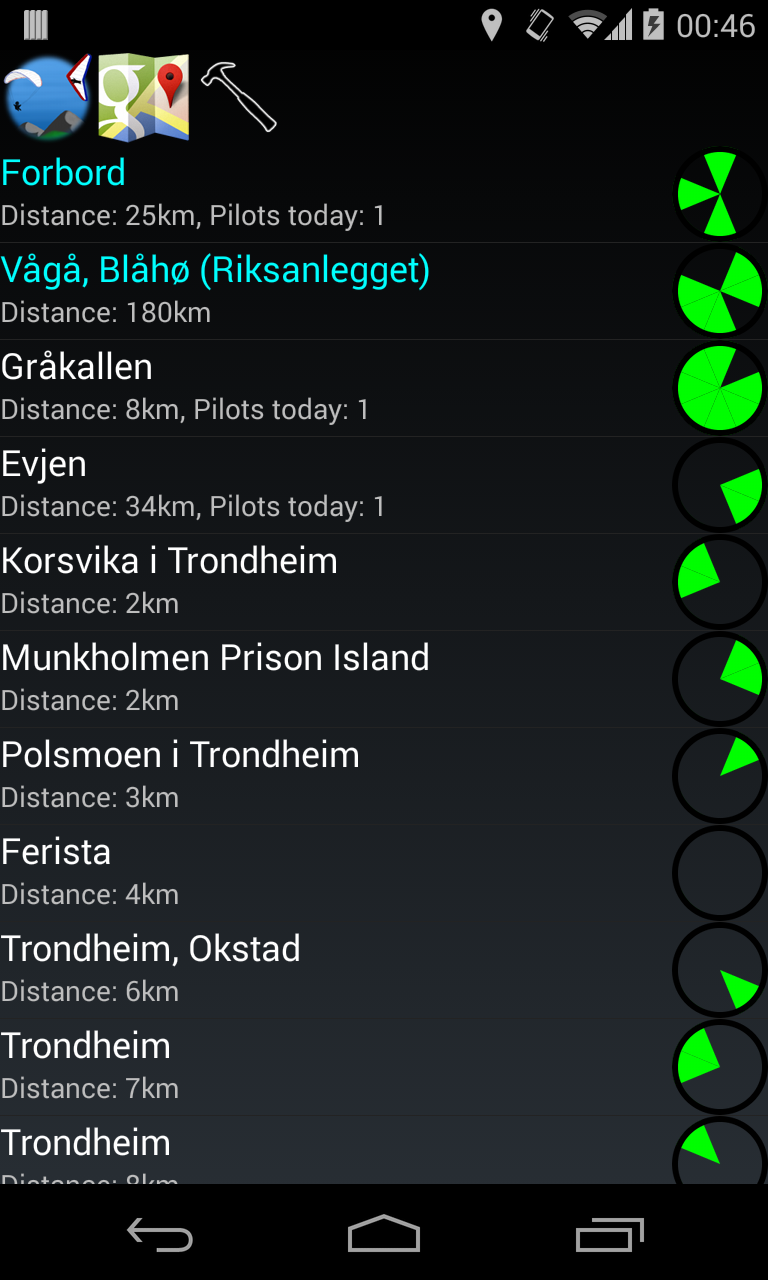 00:46
Forbord
Distance: 25km, Pilots today: 1
Vågå, Blåhø (Riksanlegget)
Distance: 180km
Gråkallen
Distance: 8km, Pilots today: 1
Evjen
Distance: 34km, Pilots today: 1
Korsvika i Trondheim
Distance: 2km
Munkholmen Prison Island
Distance: 2km
Polsmoen i Trondheim
Distance: 3km
Ferista
Distance: 4km
Trondheim, Okstad
Distance: 6km
Trondheim
Distance: 7km
Trondheim
Distance: 8km